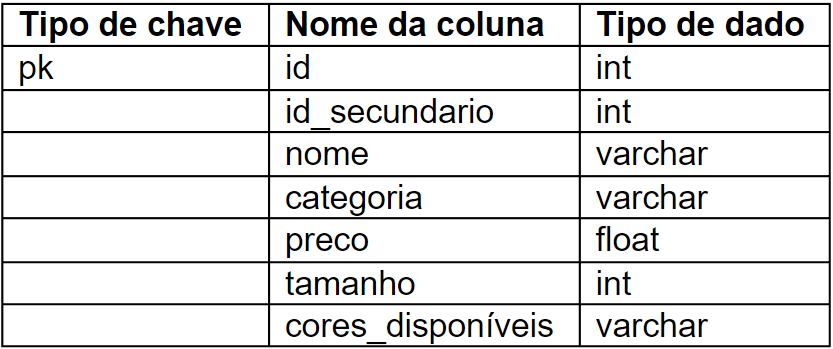 Tipo de chave Nome da coluna Tipo de dado
pk id int
id_secundario int
nome varchar
categoria varchar
preco float
tamanho int
cores_disponíveis varchar